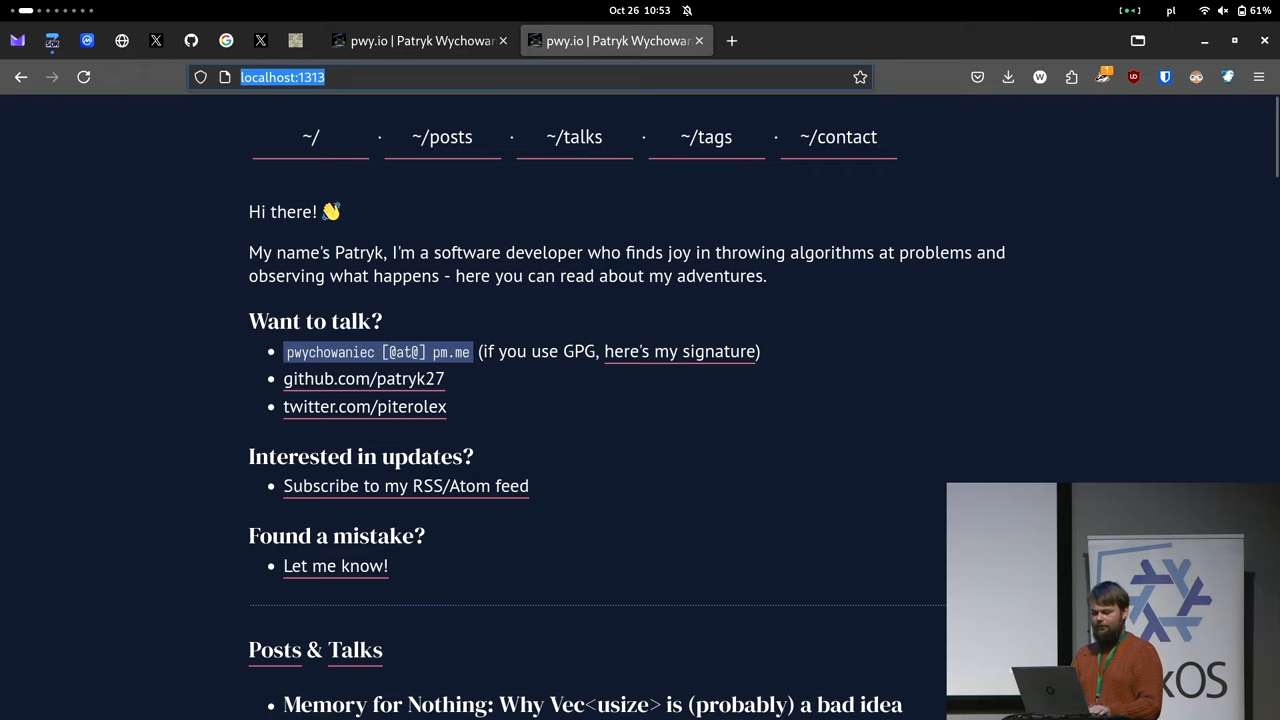 Oct 26 10:53
pl
61%
pwy.io | Patryk Wychowar
pwy.io | Patryk Wychowar
localhost:1313
~/ · ~/posts · ~/talks · ~/tags · ~/contact
Hi there! 👋
My name's Patryk, I'm a software developer who finds joy in throwing algorithms at problems and
observing what happens - here you can read about my adventures.
Want to talk?
• pwychowaniec [@at@] pm.me (if you use GPG, here's my signature)
• github.com/patryk27
• twitter.com/piterolex
Interested in updates?
• Subscribe to my RSS/Atom feed
Found a mistake?
• Let me know!
Posts & Talks
• Memory for Nothing: Why Vec<usize> is (probably) a bad idea
xOS